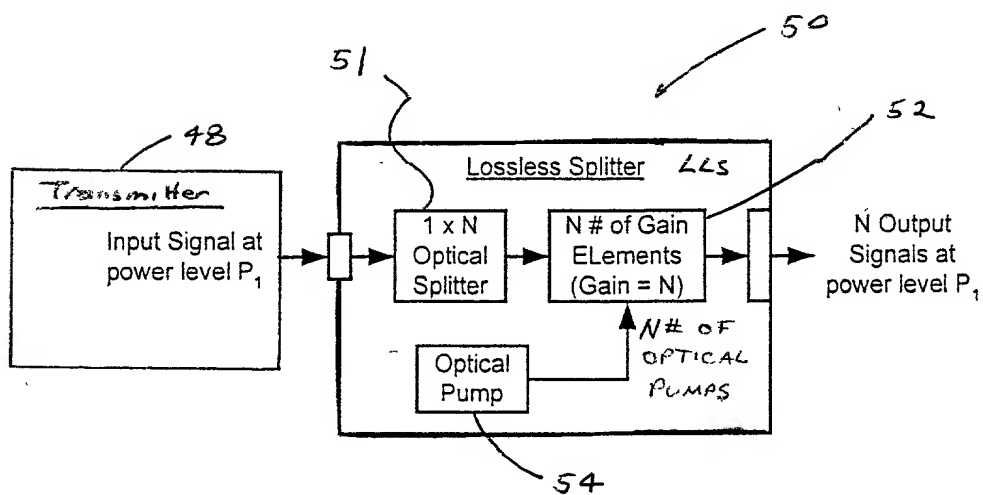 50
51
52
48
Lossless Splitter LLS
Transmitter
Input Signal at
power level P₁
1 x N
Optical
Splitter
N # of Gain
ELements
(Gain = N)
N Output
Signals at
power level P₁
N# OF
OPTICAL
PUMPS
Optical
Pump
54